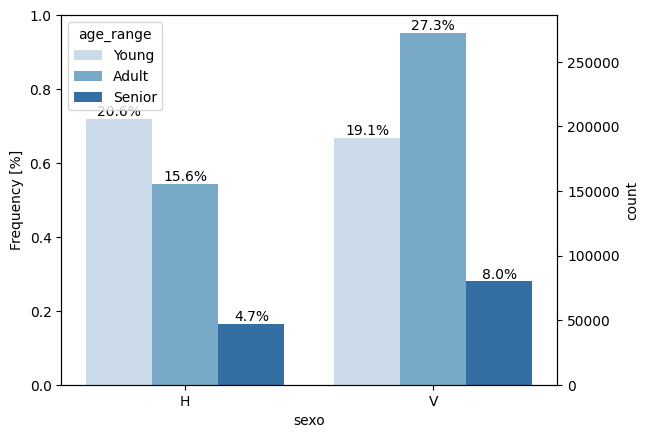 age_range
Young
Adult
Senior
20.6%
15.6%
4.7%
19.1%
27.3%
8.0%
1.0
0.8
0.6
0.4
0.2
0.0
Frequency [%]
250000
200000
150000
100000
50000
0
count
H
V
sexo